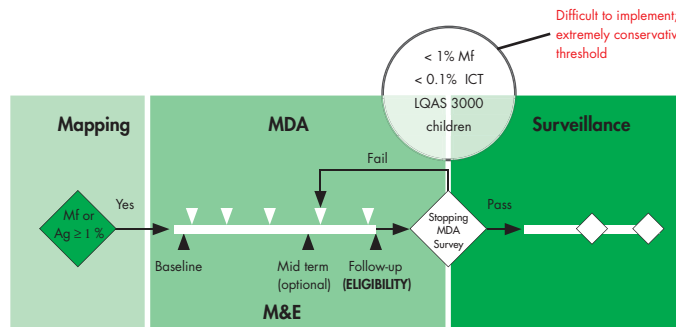 Difficult to implement;
extremely conservative
threshold
< 1% Mf
< 0.1% ICT
LQAS 3000
children
Mapping
MDA
Surveillance
Fail
Mf or
Ag ≥ 1 %
Yes
Stopping
MDA
Survey
Pass
Baseline
Mid term
(optional)
Follow-up
(ELIGIBILITY)
M&E